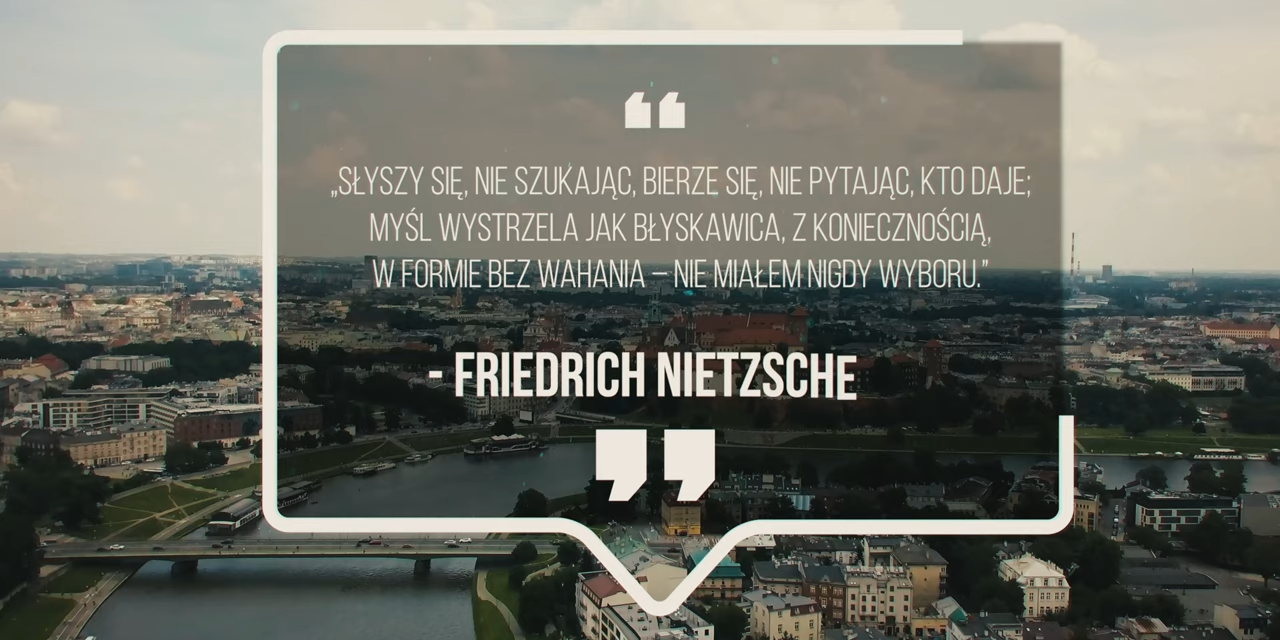 ❝
„SŁYSZY SIĘ, NIE SZUKAJĄC, BIERZE SIĘ, NIE PYTAJĄC, KTO DAJE;
MYŚL WYSTRZELA JAK BŁYSKAWICA, Z KONIECZNOŚCIĄ,
W FORMIE BEZ WAHANIA – NIE MIAŁEM NIGDY WYBORU.”
- FRIEDRICH NIETZSCHE
❞